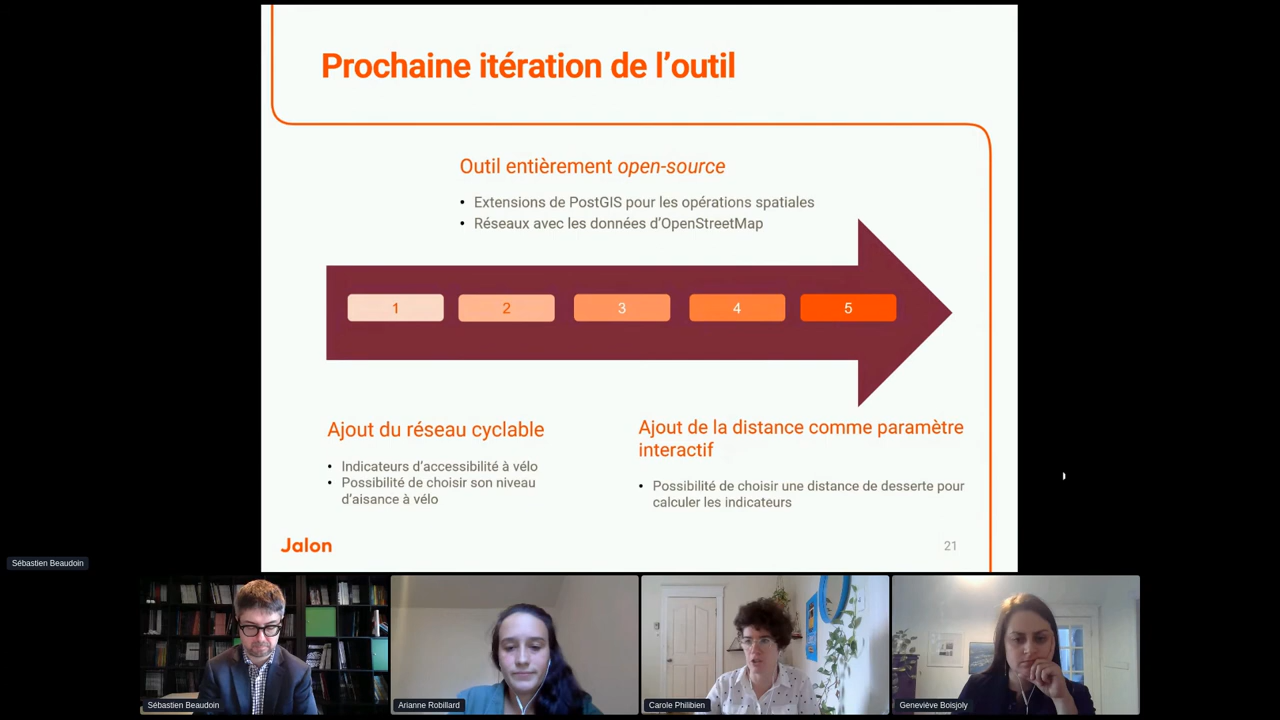 Prochaine itération de l'outil
Outil entièrement open-source
• Extensions de PostGIS pour les opérations spatiales
• Réseaux avec les données d'OpenStreetMap
1 2 3 4 5
Ajout du réseau cyclable
• Indicateurs d'accessibilité à vélo
• Possibilité de choisir son niveau
d'aisance à vélo
Ajout de la distance comme paramètre
interactif
• Possibilité de choisir une distance de desserte pour
calculer les indicateurs
Jalon
21
Sébastien Beaudoin
Sébastien Beaudoin
Arianne Robillard
Carole Philibien
Geneviève Boisjoly